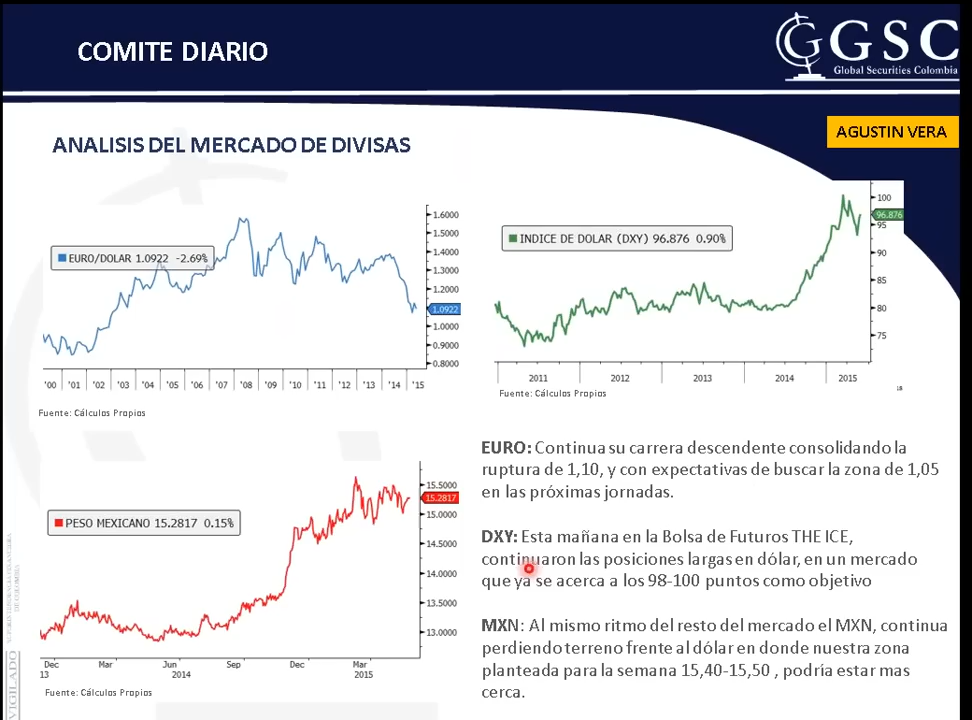 COMITE DIARIO
GGSC
Global Securities Colombia
ANALISIS DEL MERCADO DE DIVISAS
AGUSTIN VERA
EURO/DOLAR 1.0922 -2.69%
1.6000
1.5000
1.4000
1.3000
1.2000
1.0922
1.0000
0.9000
0.8000
'00 '01 '02 '03 '04 '05 '06 '07 '08 '09 '10 '11 '12 '13 '14 '15
Fuente: Cálculos Propios
INDICE DE DOLAR (DXY) 96.876 0.90%
100
96.876
95
90
85
80
75
2011 2012 2013 2014 2015
18
Fuente: Cálculos Propios
PESO MEXICANO 15.2817 0.15%
15.5000
15.2817
15.0000
14.5000
14.0000
13.5000
13.0000
Dec Mar Jun Sep Dec Mar
13 2014 2015
Fuente: Cálculos Propios
EURO: Continua su carrera descendente consolidando la
ruptura de 1,10, y con expectativas de buscar la zona de 1,05
en las próximas jornadas.
DXY: Esta mañana en la Bolsa de Futuros THE ICE,
continuaron las posiciones largas en dólar, en un mercado
que ya se acerca a los 98-100 puntos como objetivo
MXN: Al mismo ritmo del resto del mercado el MXN, continua
perdiendo terreno frente al dólar en donde nuestra zona
planteada para la semana 15,40-15,50 , podría estar mas
cerca.
VIGILADO